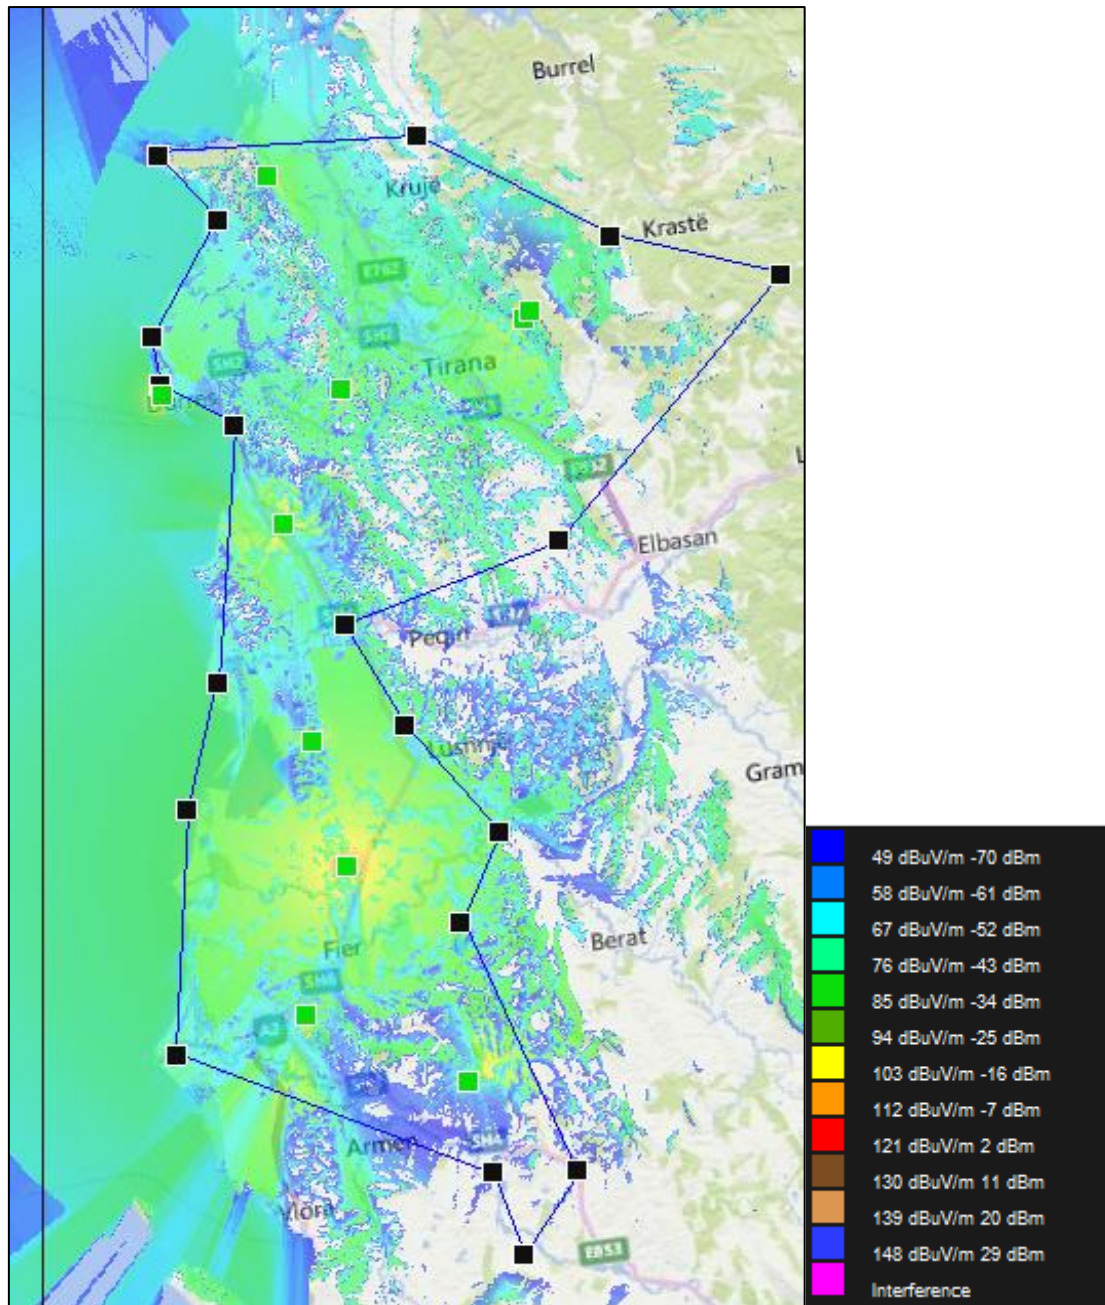 Burrel
Krujë
Krastë
E762
Tirana
SH2
L
Elbasan
Peqin
Lushnjë
Gram
Berat
Fier
SH4
Armen
Vlorë
E853
49 dBuV/m -70 dBm
58 dBuV/m -61 dBm
67 dBuV/m -52 dBm
76 dBuV/m -43 dBm
85 dBuV/m -34 dBm
94 dBuV/m -25 dBm
103 dBuV/m -16 dBm
112 dBuV/m -7 dBm
121 dBuV/m 2 dBm
130 dBuV/m 11 dBm
139 dBuV/m 20 dBm
148 dBuV/m 29 dBm
Interference